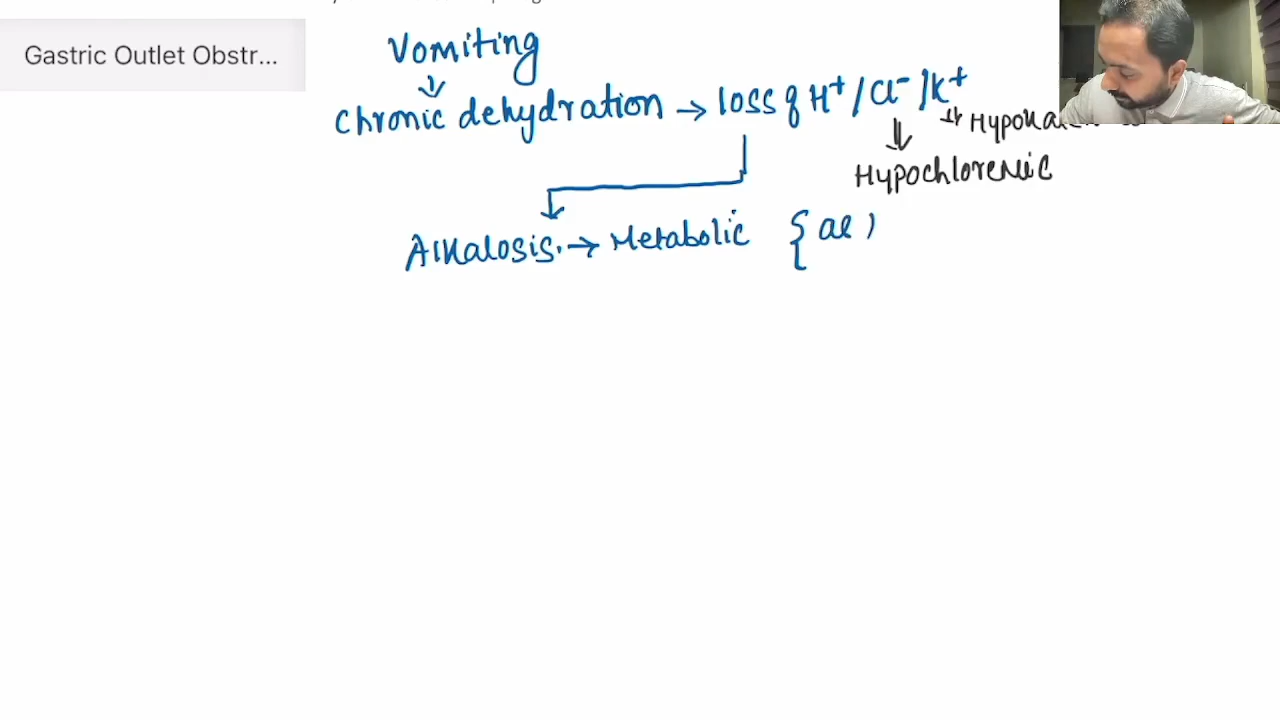 Gastric Outlet Obstr...
Vomiting
↓
Chronic dehydration → loss of H⁺ / Cl⁻ / K⁺
⇓ ⇓
Hypochloremic
Alkalosis. → Metabolic {